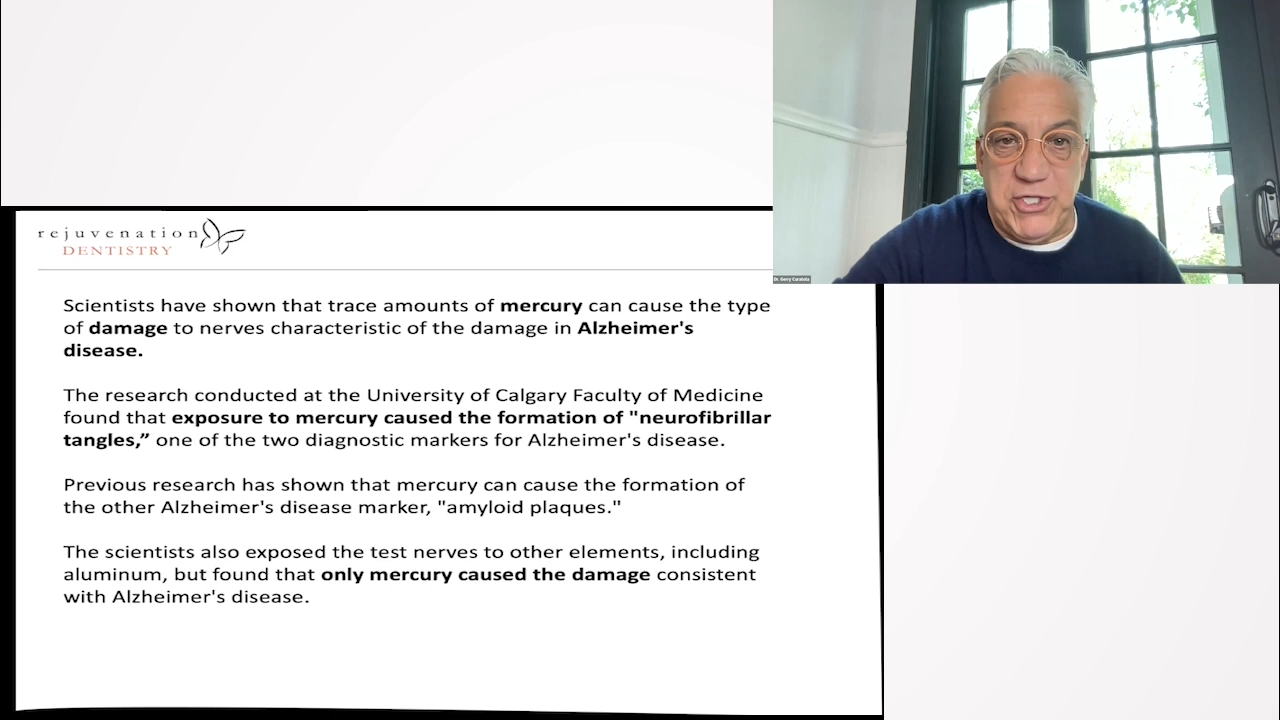 rejuvenation
DENTISTRY
Dr. Gerry Curatola
Scientists have shown that trace amounts of mercury can cause the type
of damage to nerves characteristic of the damage in Alzheimer's
disease.
The research conducted at the University of Calgary Faculty of Medicine
found that exposure to mercury caused the formation of "neurofibrillar
tangles,” one of the two diagnostic markers for Alzheimer's disease.
Previous research has shown that mercury can cause the formation of
the other Alzheimer's disease marker, "amyloid plaques."
The scientists also exposed the test nerves to other elements, including
aluminum, but found that only mercury caused the damage consistent
with Alzheimer's disease.